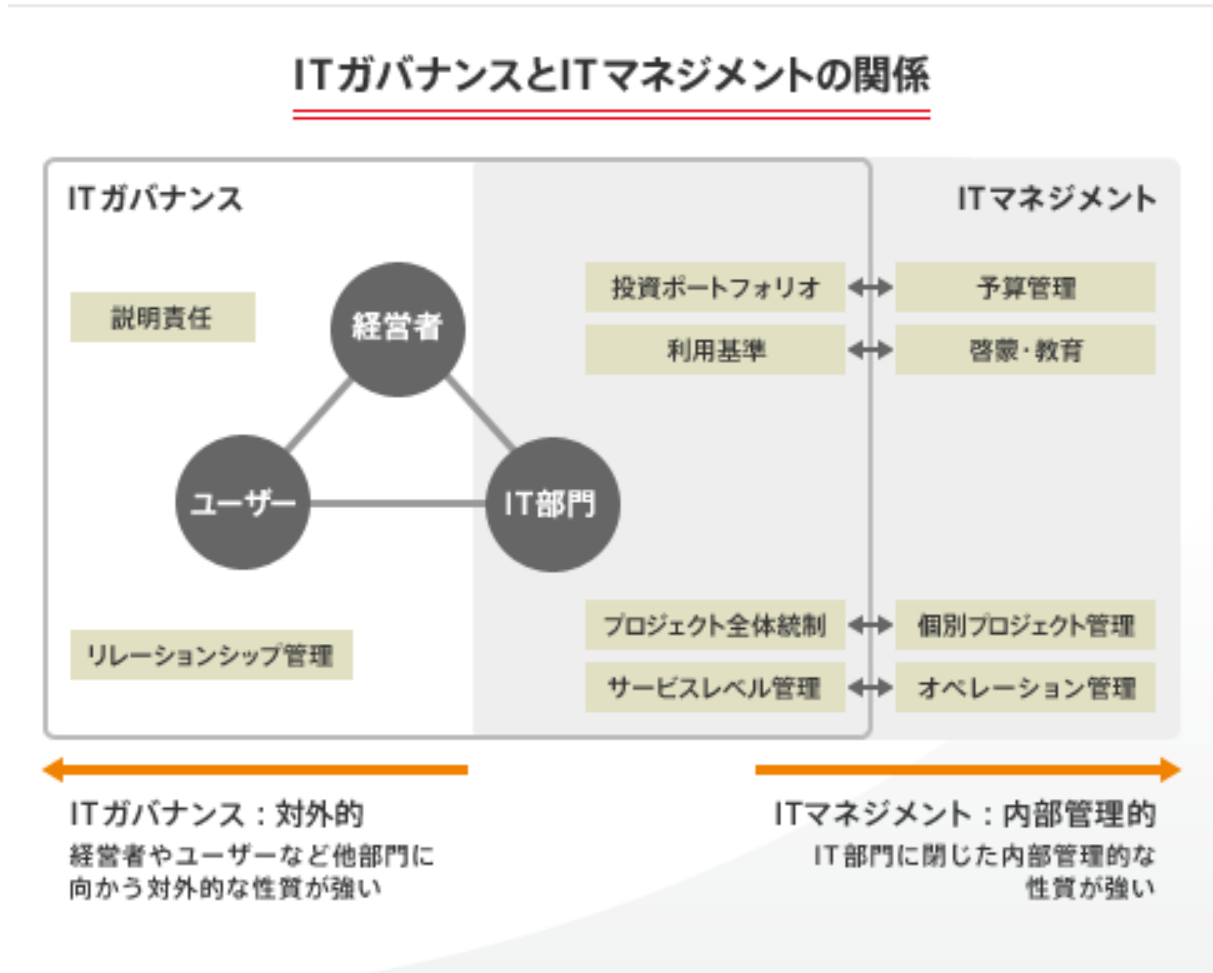 ITガバナンスとITマネジメントの関係
ITガバナンス
ITマネジメント
説明責任
経営者
ユーザー
IT部門
リレーションシップ管理
投資ポートフォリオ
予算管理
利用基準
啓蒙・教育
プロジェクト全体統制
個別プロジェクト管理
サービスレベル管理
オペレーション管理
ITガバナンス：対外的
経営者やユーザーなど他部門に
向かう対外的な性質が強い
ITマネジメント：内部管理的
IT部門に閉じた内部管理的な
性質が強い